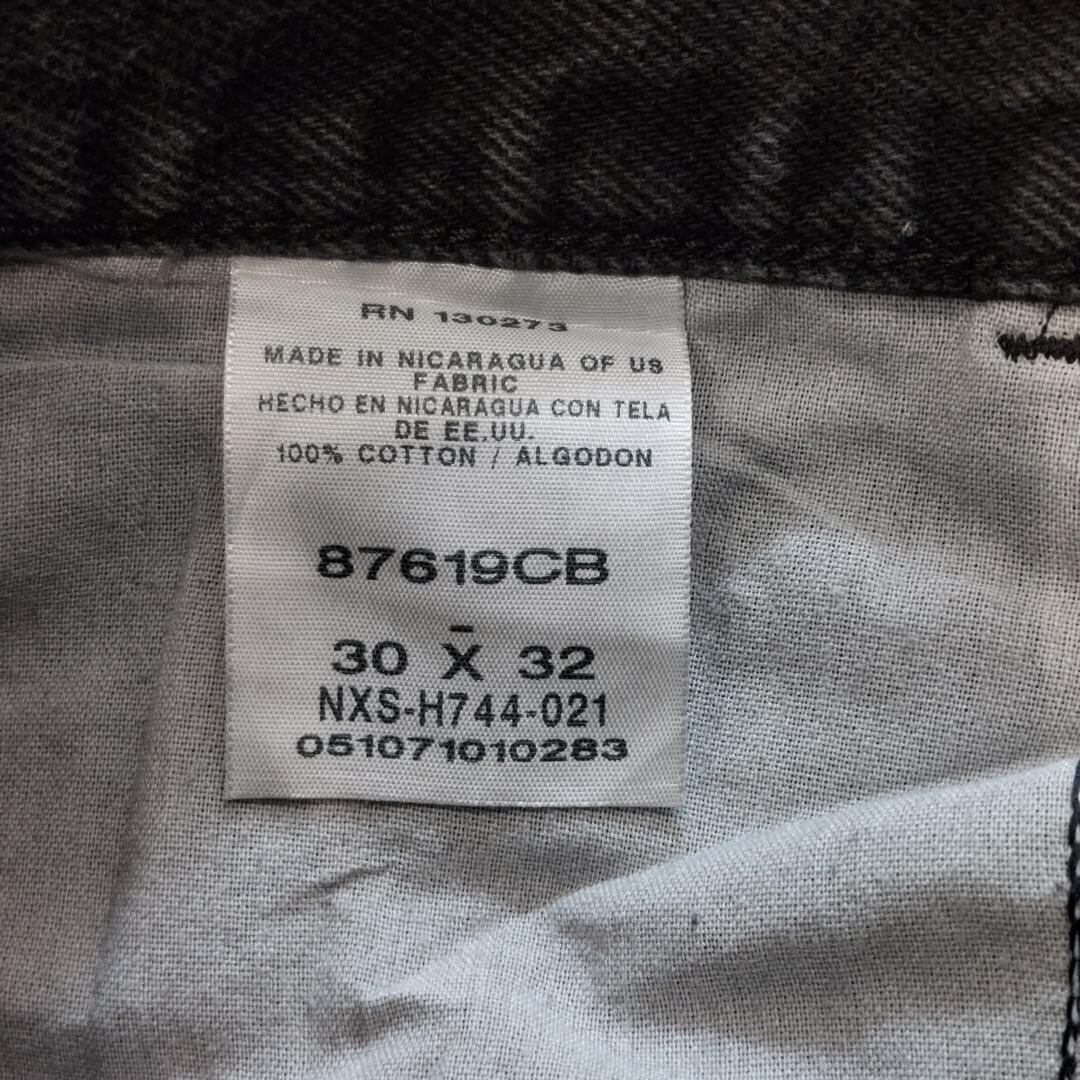 RN 130273
MADE IN NICARAGUA OF US
FABRIC
HECHO EN NICARAGUA CON TELA
DE EE.UU.
100% COTTON / ALGODON
87619CB
-
30 X 32
NXS-H744-021
051071010283